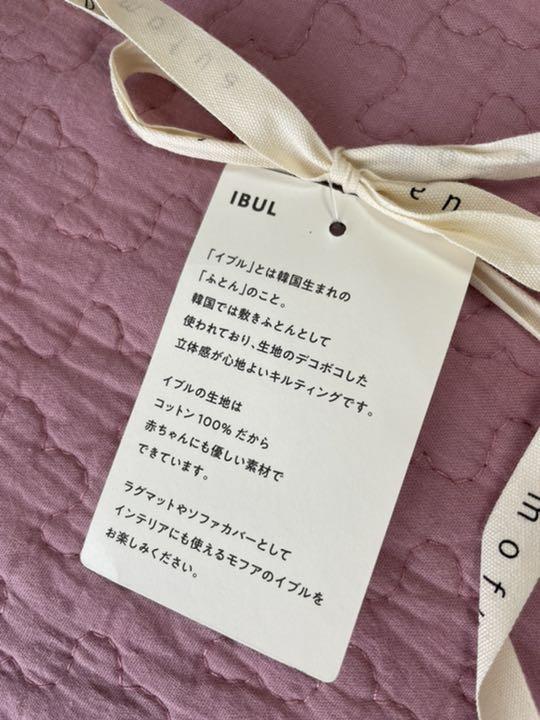 IBUL
「イブル」とは韓国生まれの
「ふとん」のこと。
韓国では敷きふとんとして
使われており、生地のデコボコした
立体感が心地よいキルティングです。
イブルの生地は
コットン100%だから
赤ちゃんにも優しい素材で
できています。
ラグマットやソファカバーとして
インテリアにも使えるモフアのイブルを
お楽しみください。
en
mof